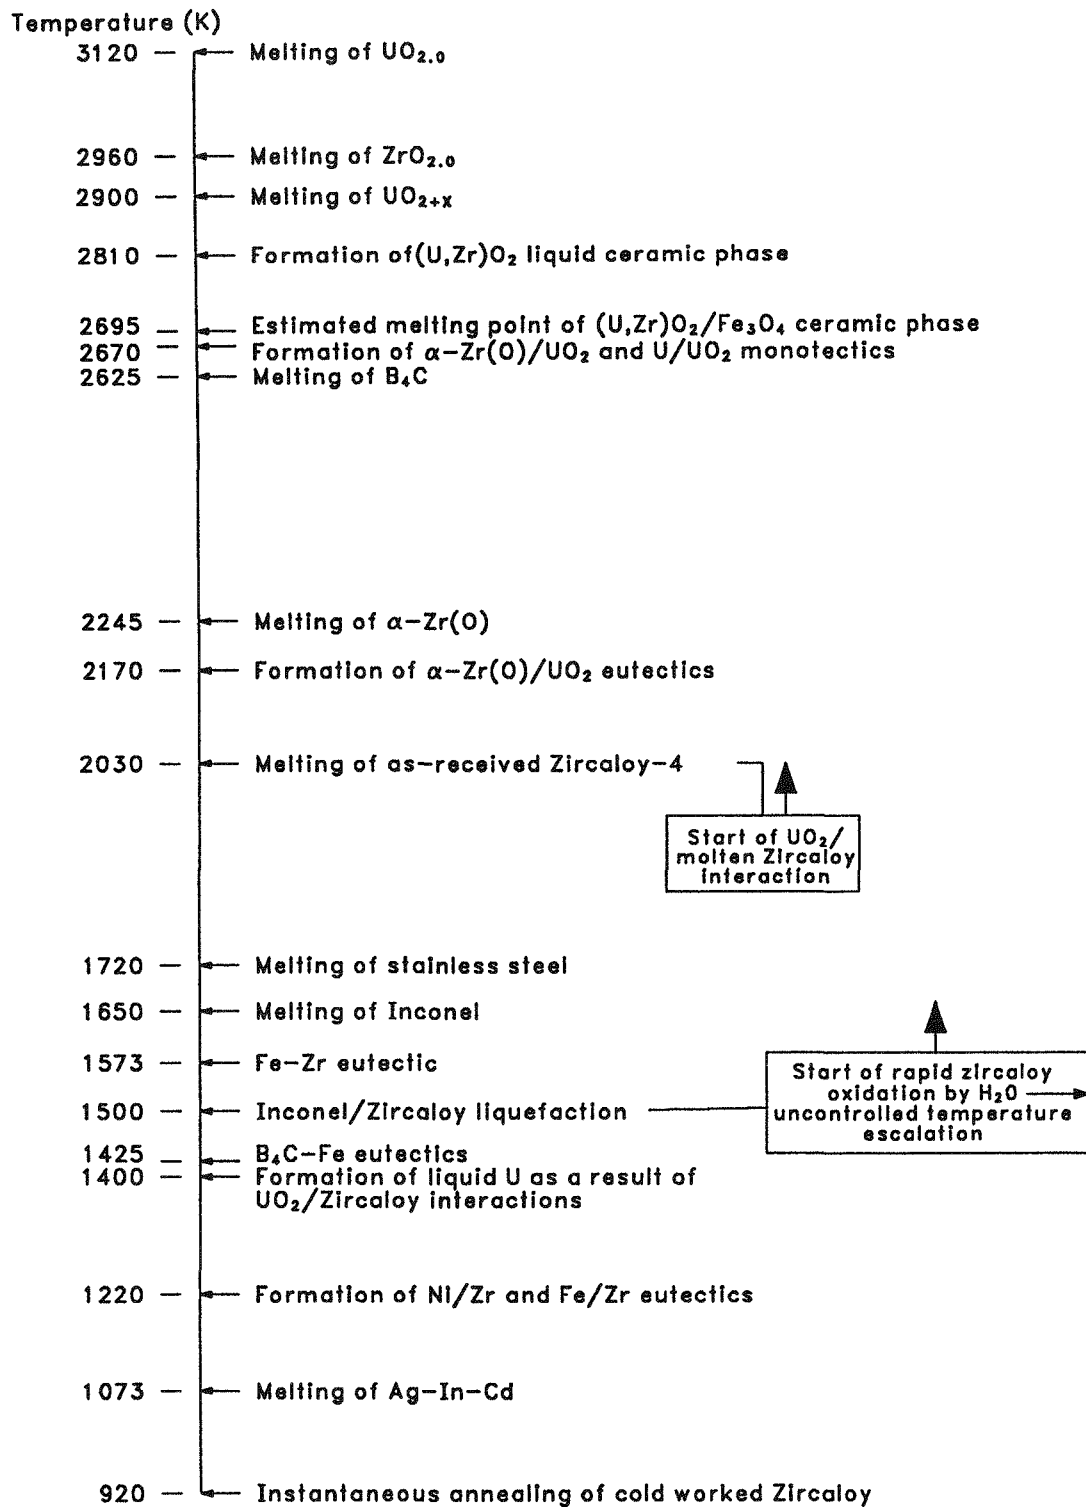 Temperature (K)
3120 — Melting of UO₂.₀
2960 — Melting of ZrO₂.₀
2900 — Melting of UO₂₊ₓ
2810 — Formation of(U,Zr)O₂ liquid ceramic phase
2695 — Estimated melting point of (U,Zr)O₂/Fe₃O₄ ceramic phase
2670 — Formation of α-Zr(O)/UO₂ and U/UO₂ monotectics
2625 — Melting of B₄C
2245 — Melting of α-Zr(O)
2170 — Formation of α-Zr(O)/UO₂ eutectics
2030 — Melting of as-received Zircaloy-4
Start of UO₂/
molten Zircaloy
interaction
1720 — Melting of stainless steel
1650 — Melting of Inconel
1573 — Fe-Zr eutectic
1500 — Inconel/Zircaloy liquefaction
Start of rapid zircaloy
oxidation by H₂O
uncontrolled temperature
escalation
1425 — B₄C-Fe eutectics
1400 — Formation of liquid U as a result of
UO₂/Zircaloy interactions
1220 — Formation of Ni/Zr and Fe/Zr eutectics
1073 — Melting of Ag-In-Cd
920 — Instantaneous annealing of cold worked Zircaloy